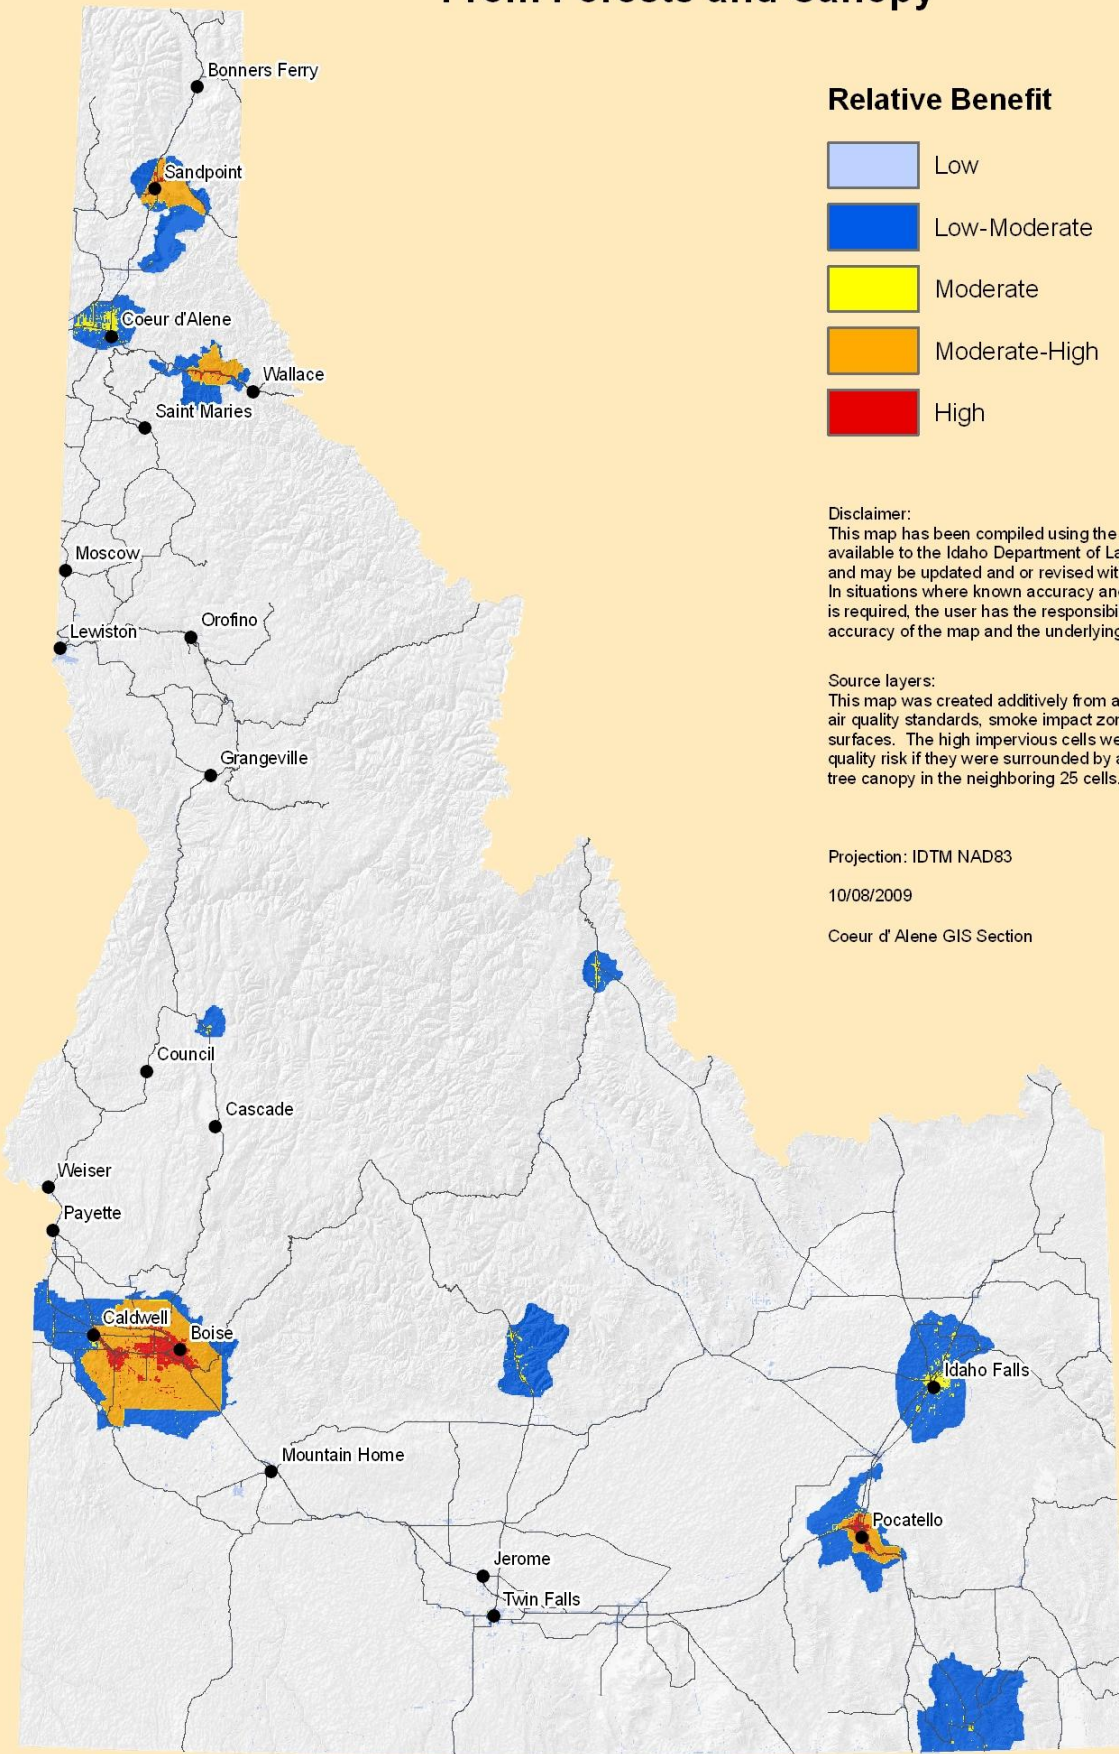 From Forests and Canopy
Relative Benefit
Low
Low-Moderate
Moderate
Moderate-High
High
Disclaimer:
This map has been compiled using the
available to the Idaho Department of
and may be updated and or revised
In situations where known accuracy
is required, the user has the
accuracy of the map and the
Source layers:
This map was created additively from
air quality standards, smoke impact
surfaces. The high impervious cells
quality risk if they were surrounded by
tree canopy in the neighboring 25 cells.
Projection: IDTM NAD83
10/08/2009
Coeur d' Alene GIS Section
Bonners Ferry
Sandpoint
Coeur d'Alene
Wallace
Saint Maries
Moscow
Orofino
Lewiston
Grangeville
Council
Cascade
Weiser
Payette
Caldwell
Boise
Idaho Falls
Mountain Home
Pocatello
Jerome
Twin Falls